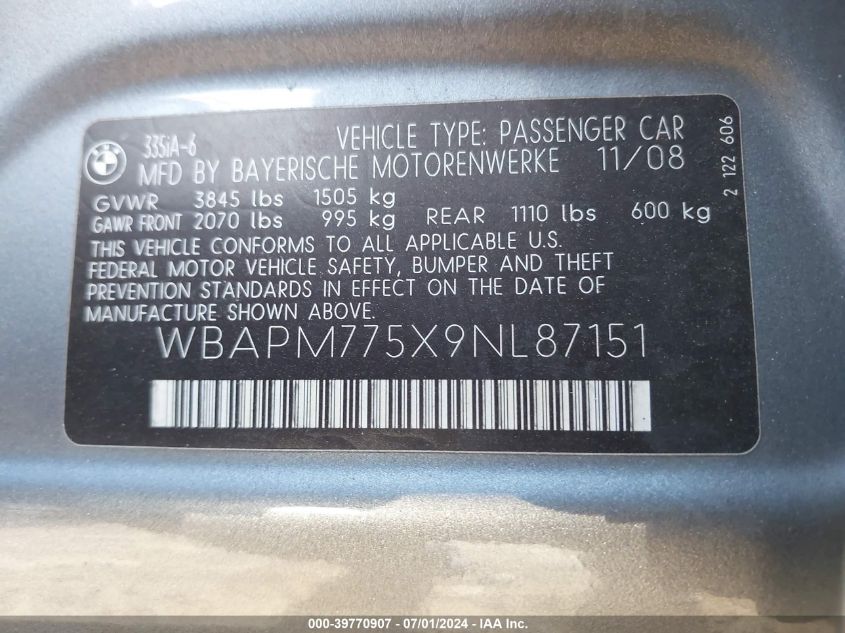 BMW
335iA-6
VEHICLE TYPE: PASSENGER CAR
MFD BY BAYERISCHE MOTORENWERKE 11/08
GVWR 3845 lbs 1505 kg
GAWR FRONT 2070 lbs 995 kg REAR 1110 lbs 600 kg
THIS VEHICLE CONFORMS TO ALL APPLICABLE U.S.
FEDERAL MOTOR VEHICLE SAFETY, BUMPER AND THEFT
PREVENTION STANDARDS IN EFFECT ON THE DATE OF
MANUFACTURE SHOWN ABOVE.
WBAPM775X9NL87151
2 122 606
000-39770907 - 07/01/2024 - IAAI.COM